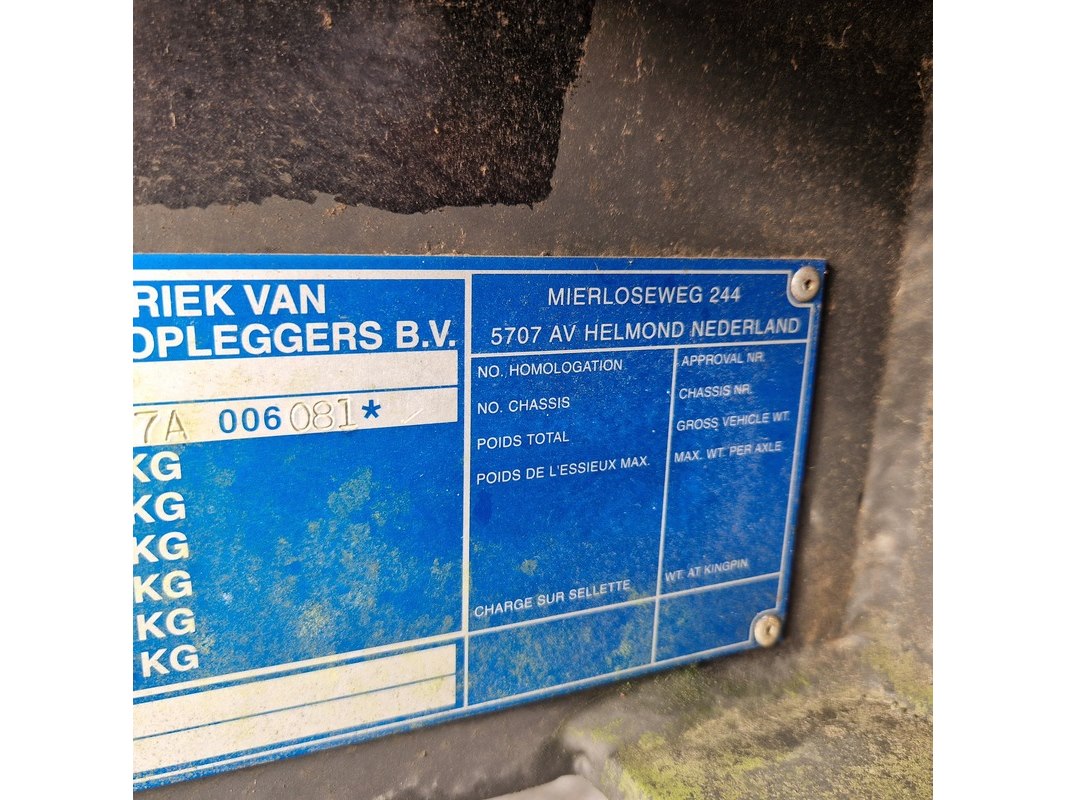 RIEK VAN
OPLEGGERS B.V.
7A 006081*
KG
KG
KG
KG
KG
KG
MIERLOSEWEG 244
5707 AV HELMOND NEDERLAND
NO. HOMOLOGATION APPROVAL NR.
NO. CHASSIS CHASSIS NR.
POIDS TOTAL GROSS VEHICLE WT.
POIDS DE L'ESSIEUX MAX. MAX. WT. PER AXLE
CHARGE SUR SELLETTE WT. AT KINGPIN